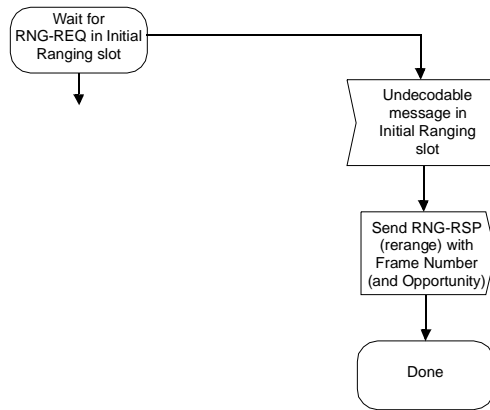 Wait for
RNG-REQ in Initial
Ranging slot
Undecodable
message in
Initial Ranging
slot
Send RNG-RSP
(rerange) with
Frame Number
(and Opportunity)
Done